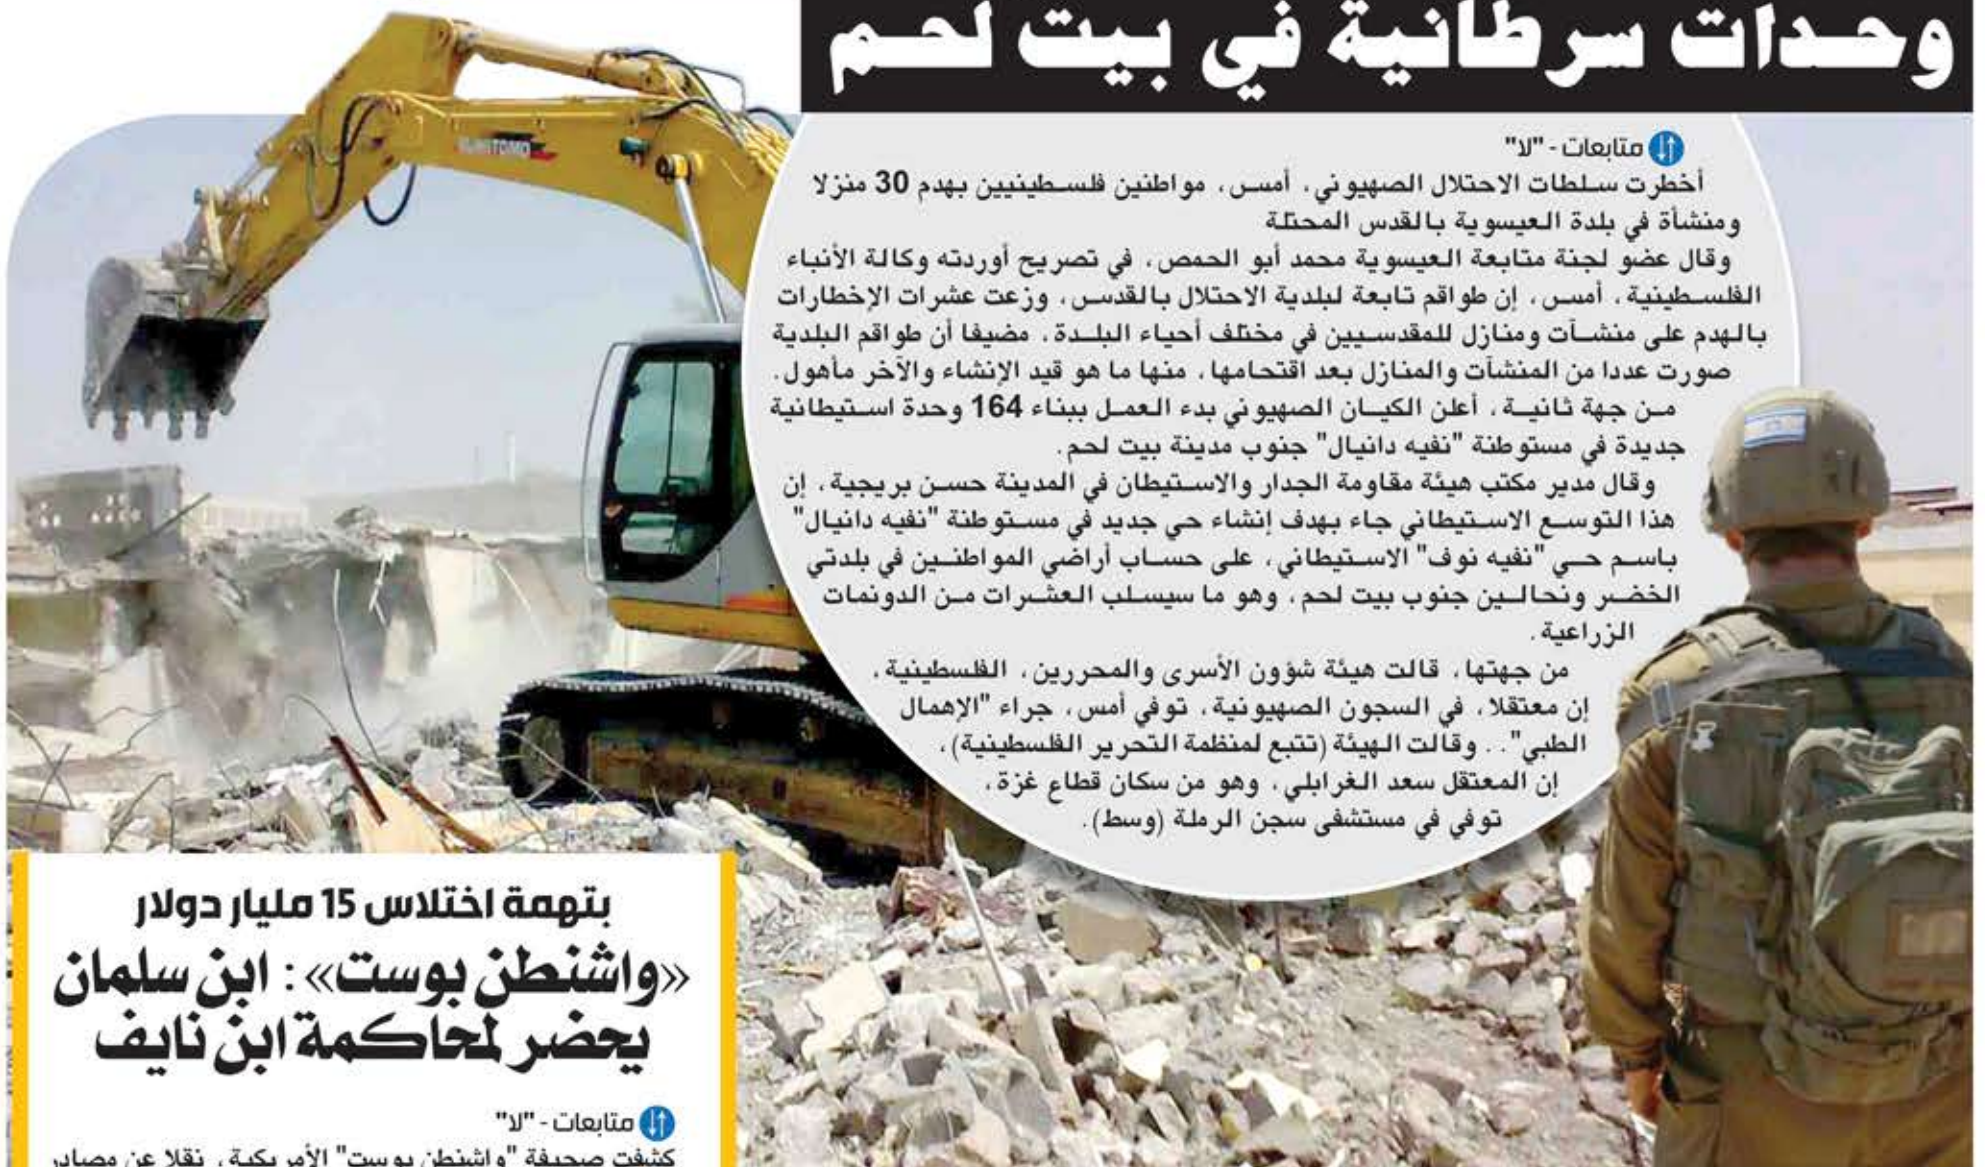 وحدات سرطانية في بيت لحم
متابعات - "لا"
أخطرت سلطات الاحتلال الصهيوني، أمس، مواطنين فلسطينيين بهدم 30 منزلا
ومنشأة في بلدة العيسوية بالقدس المحتلة
وقال عضو لجنة متابعة العيسوية محمد أبو الحمص، في تصريح أوردته وكالة الأنباء
الفلسطينية، أمس، إن طواقم تابعة لبلدية الاحتلال بالقدس، وزعت عشرات الإخطارات
بالهدم على منشآت ومنازل للمقدسيين في مختلف أحياء البلدة، مضيفا أن طواقم البلدية
صورت عددا من المنشآت والمنازل بعد اقتحامها، منها ما هو قيد الإنشاء والآخر مأهول.
من جهة ثانية، أعلن الكيان الصهيوني بدء العمل ببناء 164 وحدة استيطانية
جديدة في مستوطنة "نفيه دانيال" جنوب مدينة بيت لحم.
وقال مدير مكتب هيئة مقاومة الجدار والاستيطان في المدينة حسن بريجية، إن
هذا التوسع الاستيطاني جاء بهدف إنشاء حي جديد في مستوطنة "نفيه دانيال"
باسم حي "نفيه نوف" الاستيطاني، على حساب أراضي المواطنين في بلدتي
الخضر ونحالين جنوب بيت لحم، وهو ما سيسلب العشرات من الدونمات
الزراعية.
من جهتها، قالت هيئة شؤون الأسرى والمحررين، الفلسطينية،
إن معتقلا، في السجون الصهيونية، توفي أمس، جراء "الإهمال
الطبي".. وقالت الهيئة (تتبع لمنظمة التحرير الفلسطينية)،
إن المعتقل سعد الغرابلي، وهو من سكان قطاع غزة،
توفي في مستشفى سجن الرملة (وسط).
بتهمة اختلاس 15 مليار دولار
«واشنطن بوست»: ابن سلمان
يحضر لمحاكمة ابن نايف
متابعات - "لا"
كشفت صحيفة "واشنطن بوست" الأمريكية، نقلا عن مصادر